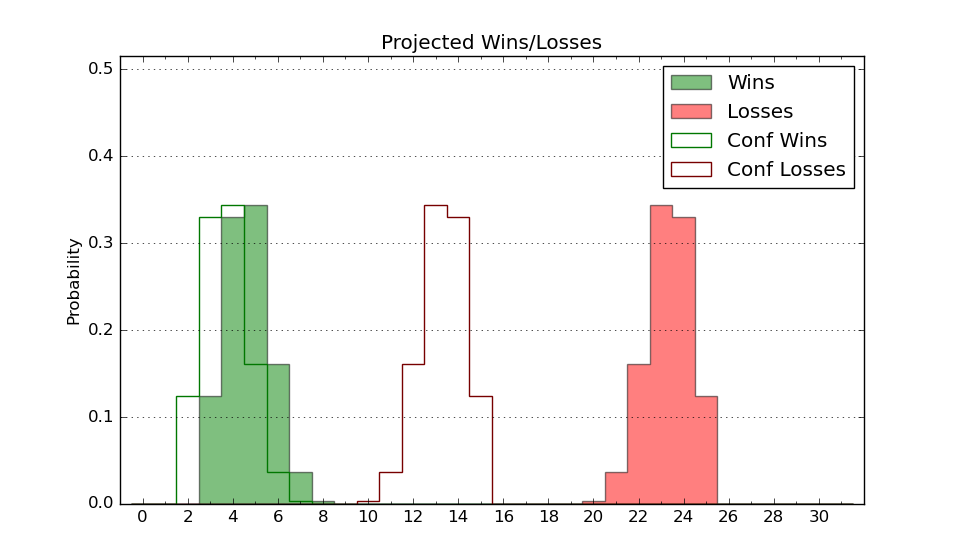 Projected Wins/Losses
Probability
0.5
0.4
0.3
0.2
0.1
0.0
Wins
Losses
Conf Wins
Conf Losses
0 2 4 6 8 10 12 14 16 18 20 22 24 26 28 30